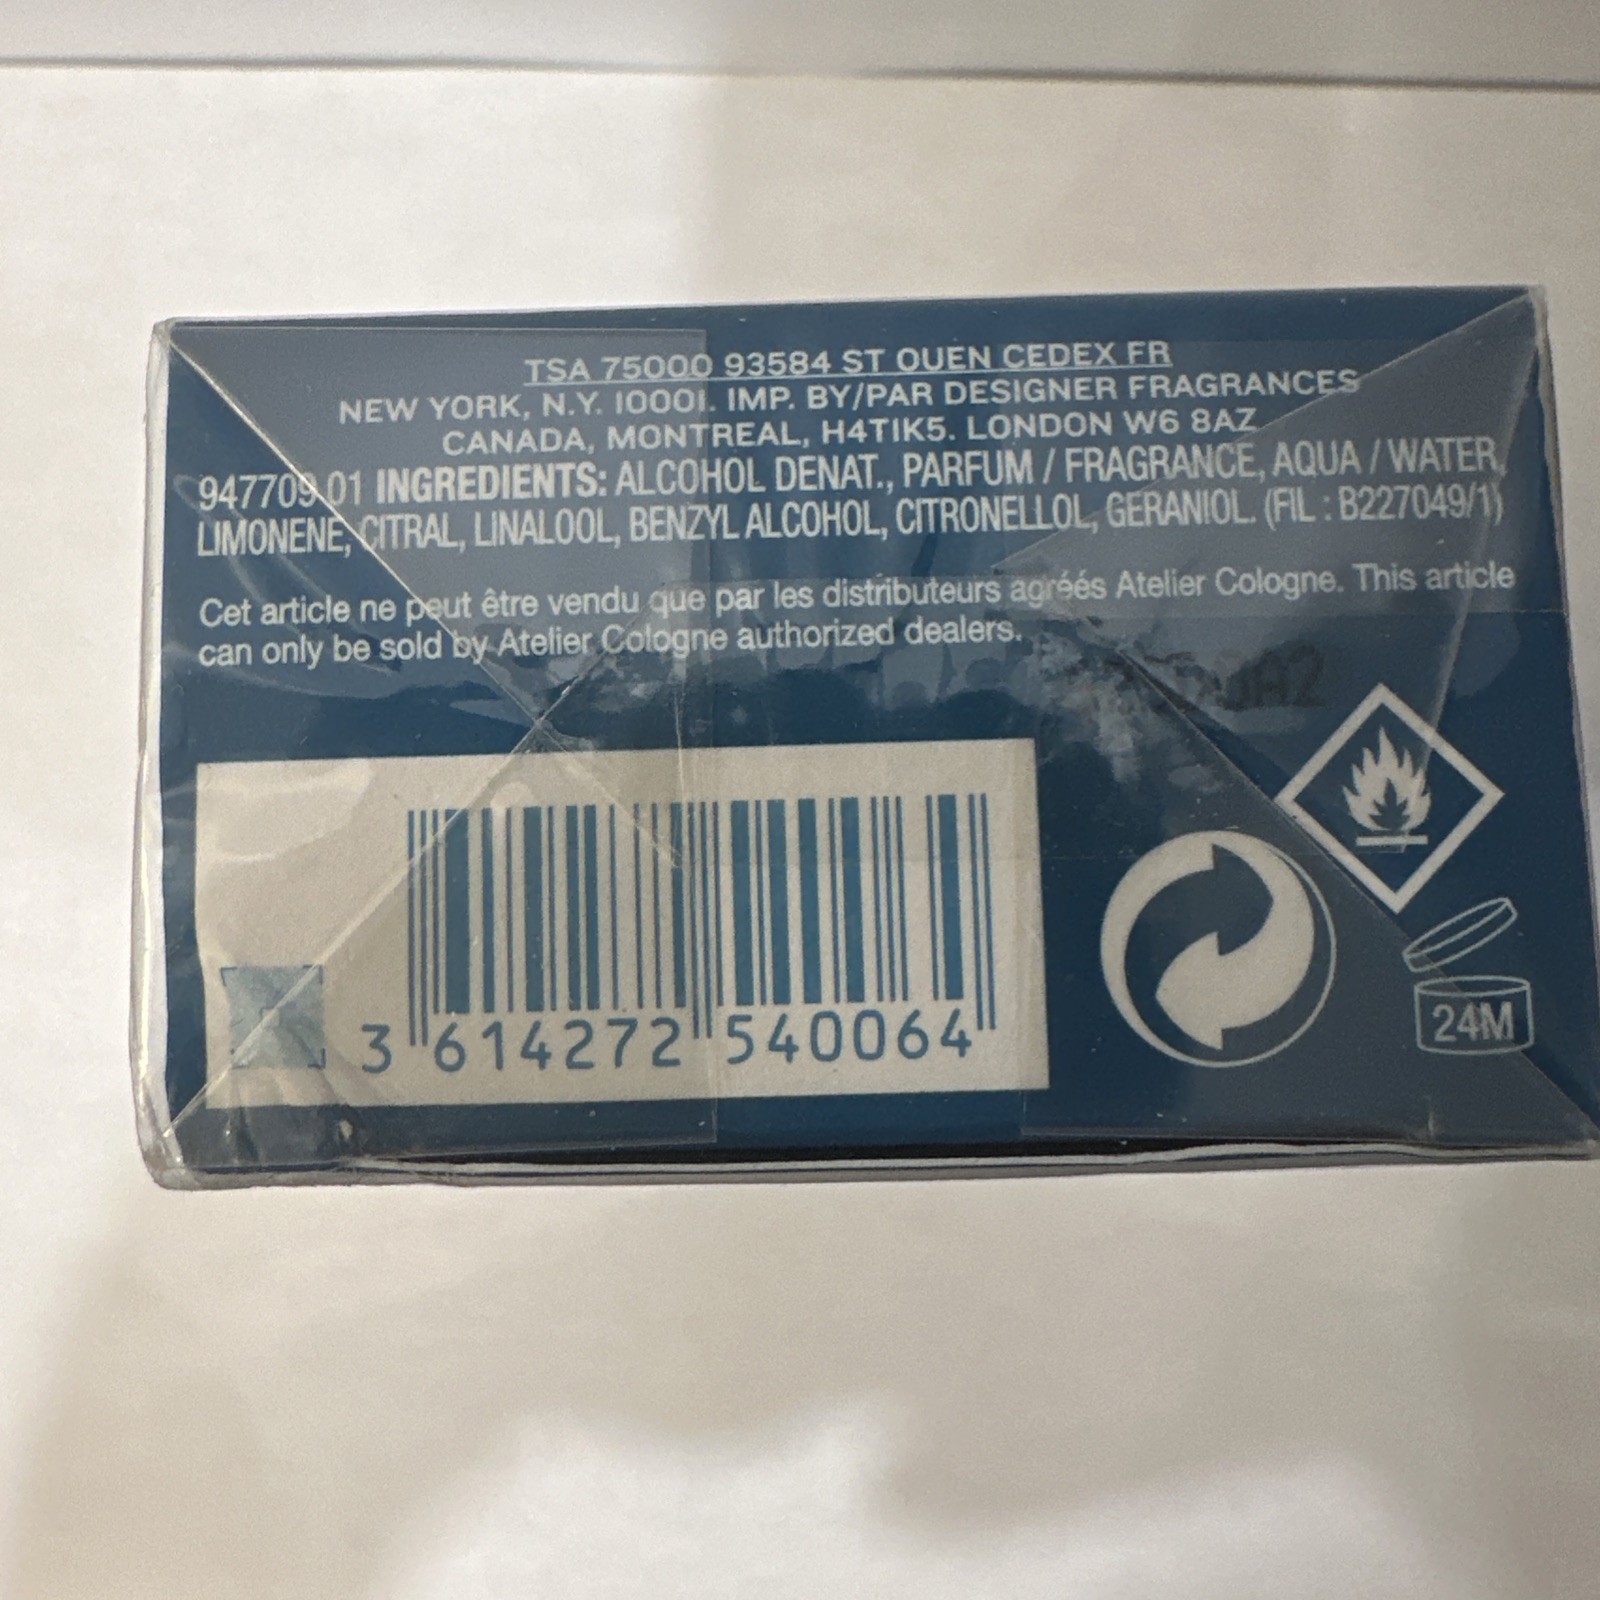 TSA 75000 93584 ST OUEN CEDEX FR
NEW YORK, N.Y. 10001. IMP. BY/PAR DESIGNER FRAGRANCES
CANADA, MONTREAL, H4T1K5. LONDON W6 8AZ
947709 01 INGREDIENTS: ALCOHOL DENAT., PARFUM / FRAGRANCE, AQUA / WATER,
LIMONENE, CITRAL, LINALOOL, BENZYL ALCOHOL, CITRONELLOL, GERANIOL. (FIL : B227049/1)
Cet article ne peut être vendu que par les distributeurs agréés Atelier Cologne. This article
can only be sold by Atelier Cologne authorized dealers.
3 614272 540064
24M